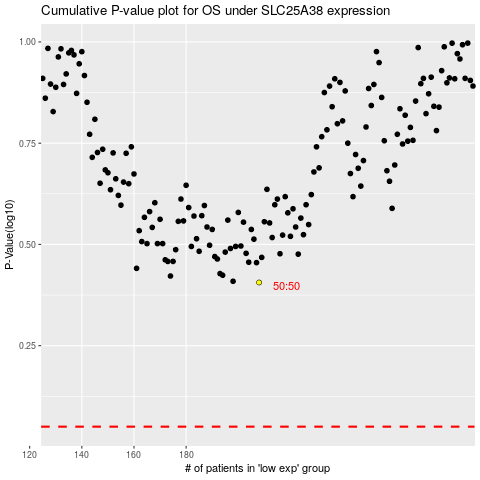 Cumulative P-value plot for OS under SLC25A38 expression
P-Value(log10)
1.00
0.75
0.50
0.25
50:50
120 140 160 180
# of patients in 'low exp' group